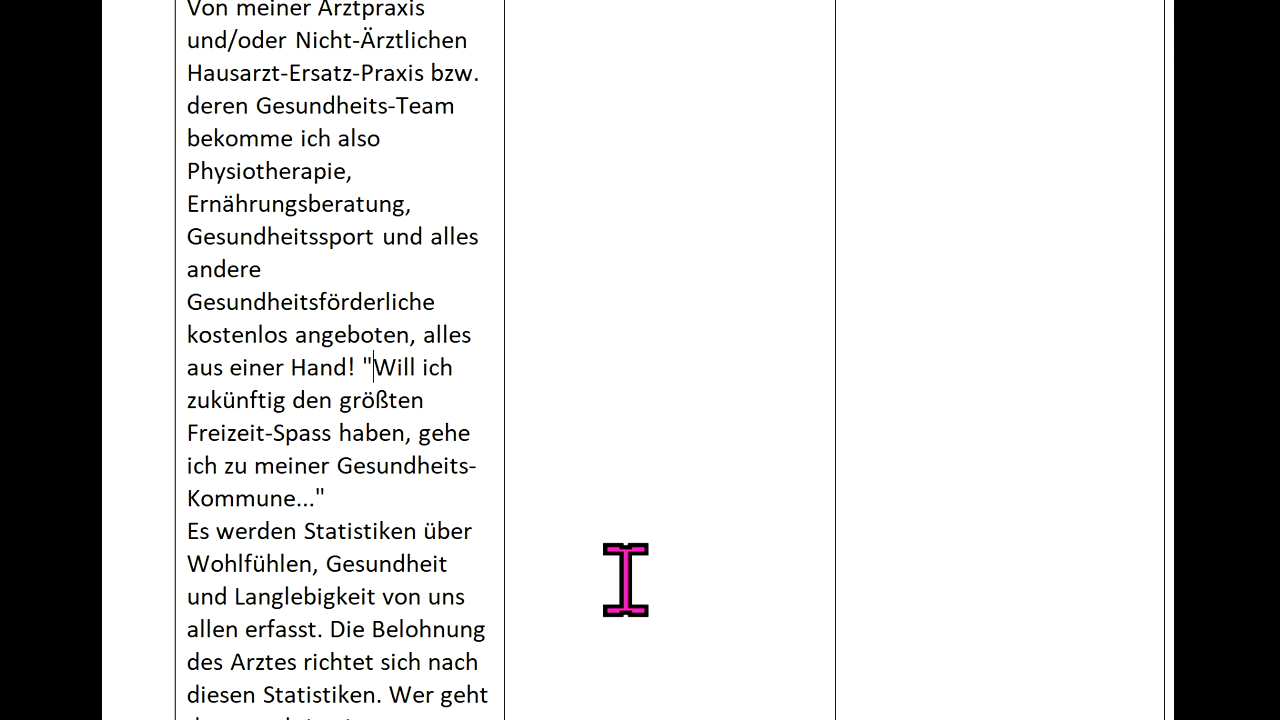 Von meiner Arztpraxis
und/oder Nicht-Ärztlichen
Hausarzt-Ersatz-Praxis bzw.
deren Gesundheits-Team
bekomme ich also
Physiotherapie,
Ernährungsberatung,
Gesundheitssport und alles
andere
Gesundheitsförderliche
kostenlos angeboten, alles
aus einer Hand! "Will ich
zukünftig den größten
Freizeit-Spass haben, gehe
ich zu meiner Gesundheits-
Kommune..."
Es werden Statistiken über
Wohlfühlen, Gesundheit
und Langlebigkeit von uns
allen erfasst. Die Belohnung
des Arztes richtet sich nach
diesen Statistiken. Wer geht